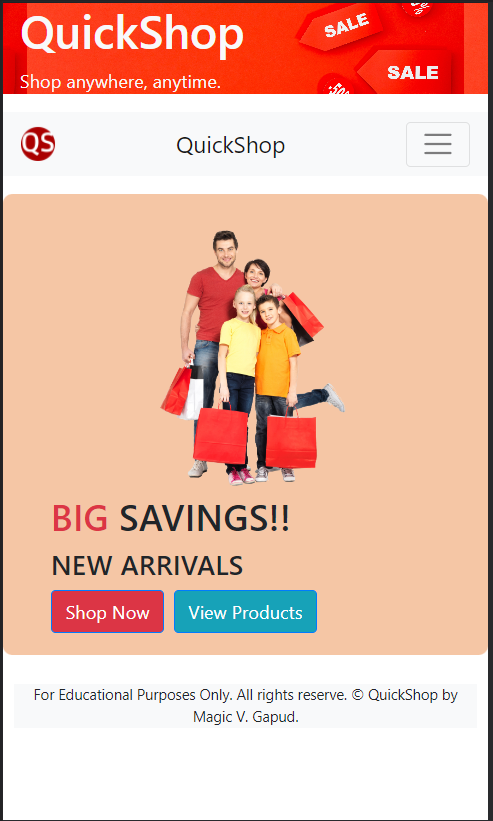 QuickShop
SALE
Shop anywhere, anytime.
SALE
QS
QuickShop
BIG SAVINGS!!
NEW ARRIVALS
Shop Now
View Products
For Educational Purposes Only. All rights reserve. © QuickShop by
Magic V. Gapud.